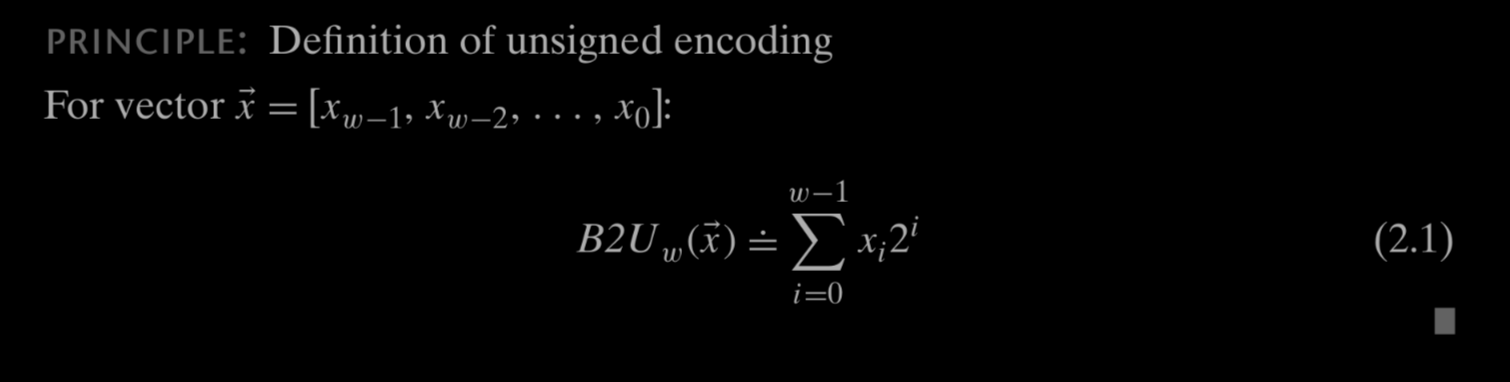 PRINCIPLE: Definition of unsigned encoding
For vector x⃗ = [x_{w−1}, x_{w−2}, . . . , x_0]:
B2U_w(x⃗) ≐ ∑_{i=0}^{w−1} x_i 2^i (2.1)